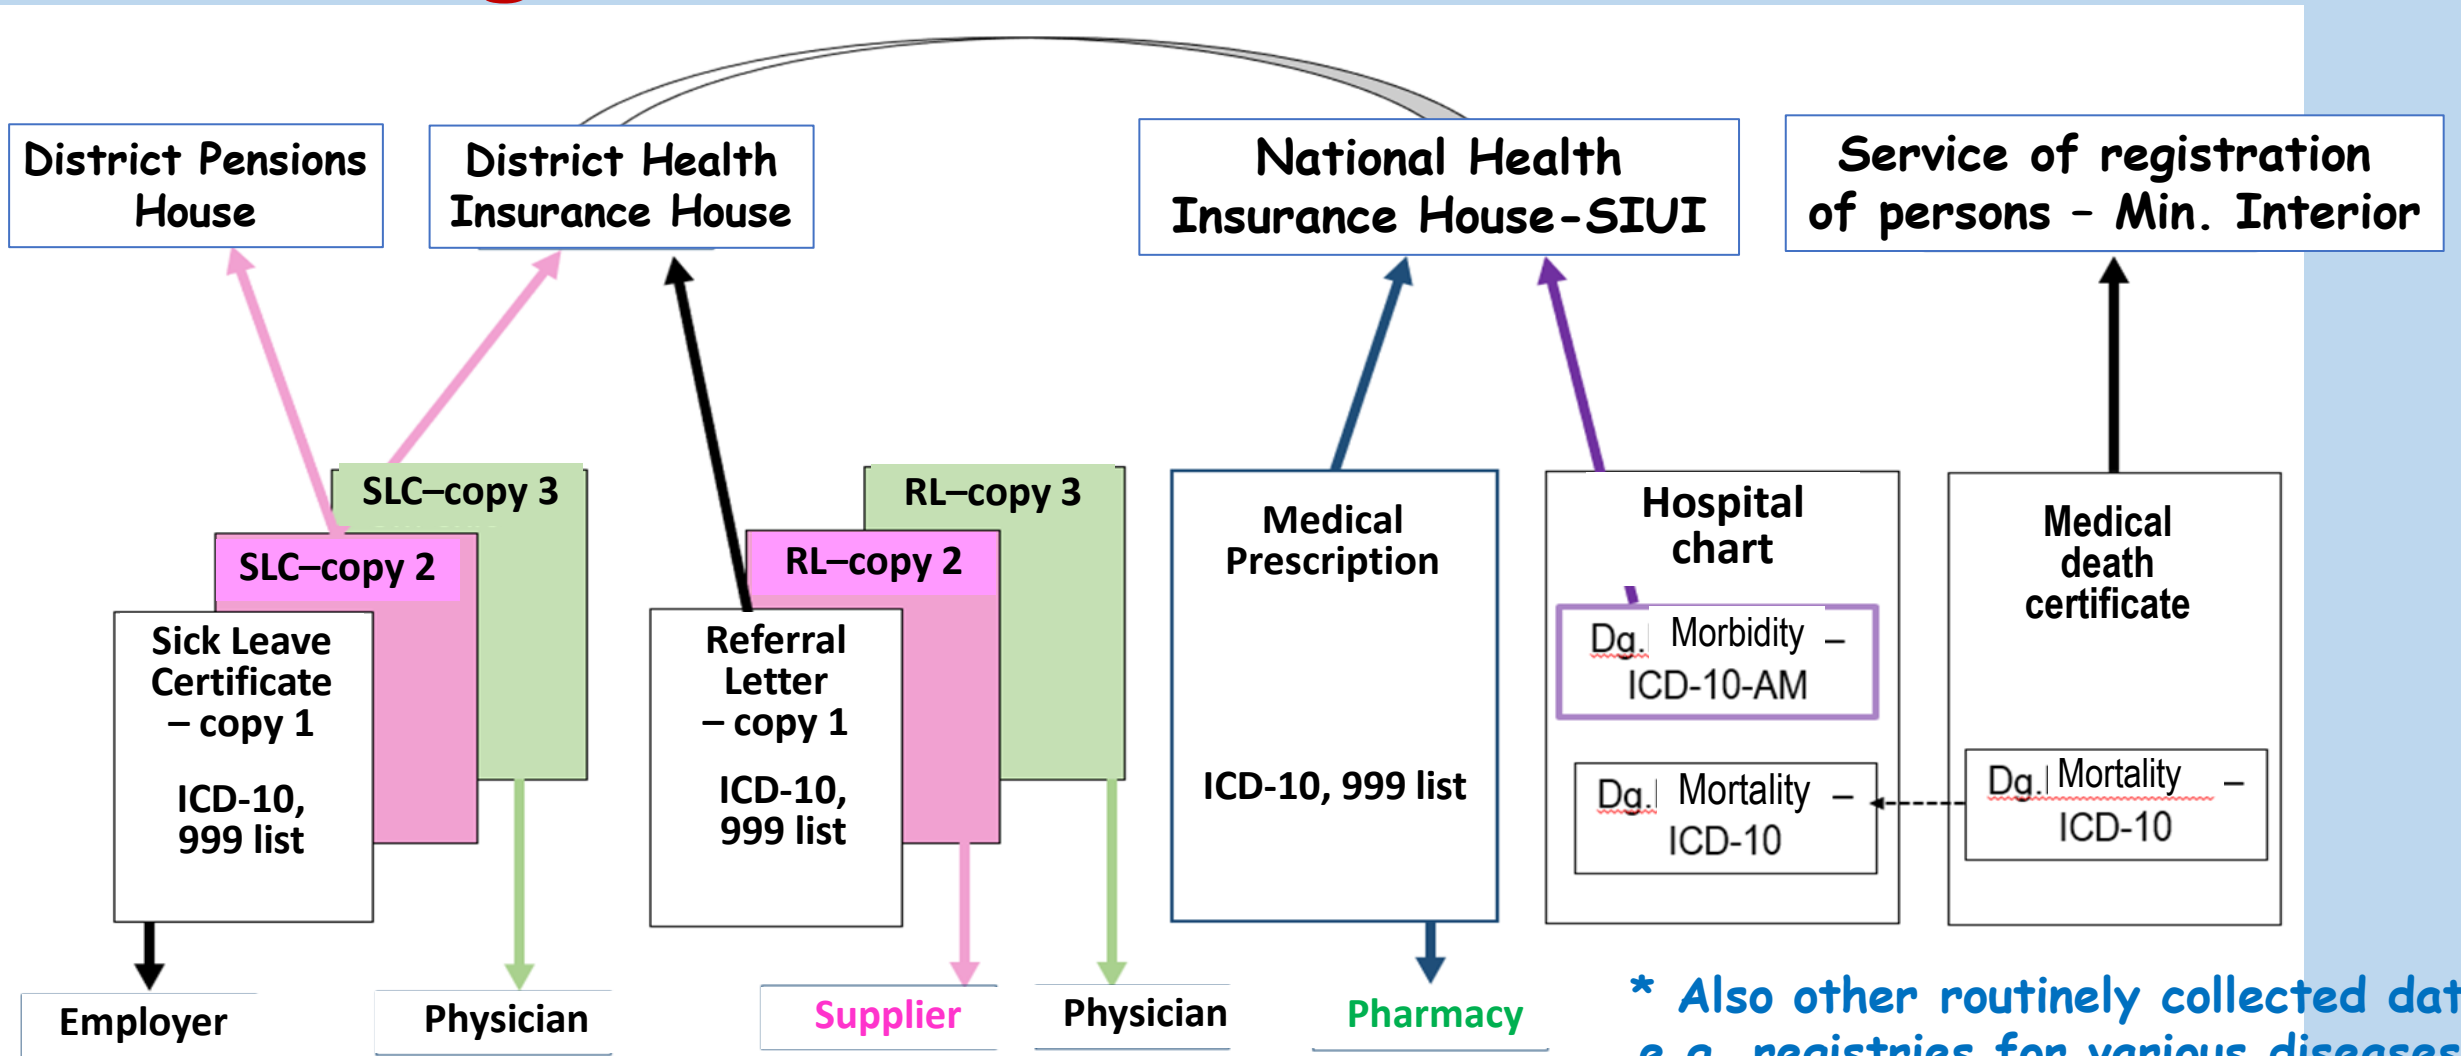 District Pensions
House
District Health
Insurance House
National Health
Insurance House-SIUI
Service of registration
of persons – Min. Interior
SLC–copy 3
SLC–copy 2
Sick Leave
Certificate
– copy 1
ICD-10,
999 list
RL–copy 3
RL–copy 2
Referral
Letter
– copy 1
ICD-10,
999 list
Medical
Prescription
ICD-10, 999 list
Hospital
chart
Dg. Morbidity –
ICD-10-AM
Dg. Mortality –
ICD-10
Medical
death
certificate
Dg. Mortality –
ICD-10
Employer
Physician
Supplier
Physician
Pharmacy
* Also other routinely collected dat
e.g. registries for various diseases